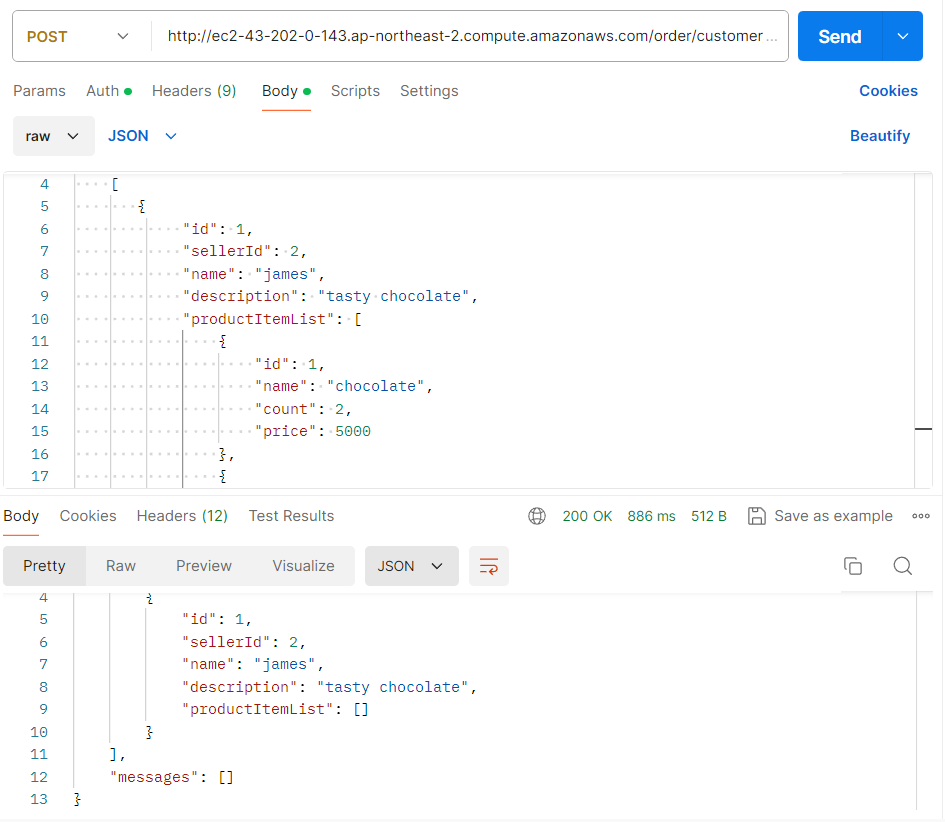 POST http://ec2-43-202-0-143.ap-northeast-2.compute.amazonaws.com/order/customer ... Send
Params Auth Headers (9) Body Scripts Settings Cookies
raw JSON Beautify
4 [
5 {
6 "id": 1,
7 "sellerId": 2,
8 "name": "james",
9 "description": "tasty chocolate",
10 "productItemList": [
11 {
12 "id": 1,
13 "name": "chocolate",
14 "count": 2,
15 "price": 5000
16 },
17 {
Body Cookies Headers (12) Test Results 200 OK 886 ms 512 B Save as example
Pretty Raw Preview Visualize JSON
4 {
5 "id": 1,
6 "sellerId": 2,
7 "name": "james",
8 "description": "tasty chocolate",
9 "productItemList": []
10 }
11 ],
12 "messages": []
13 }